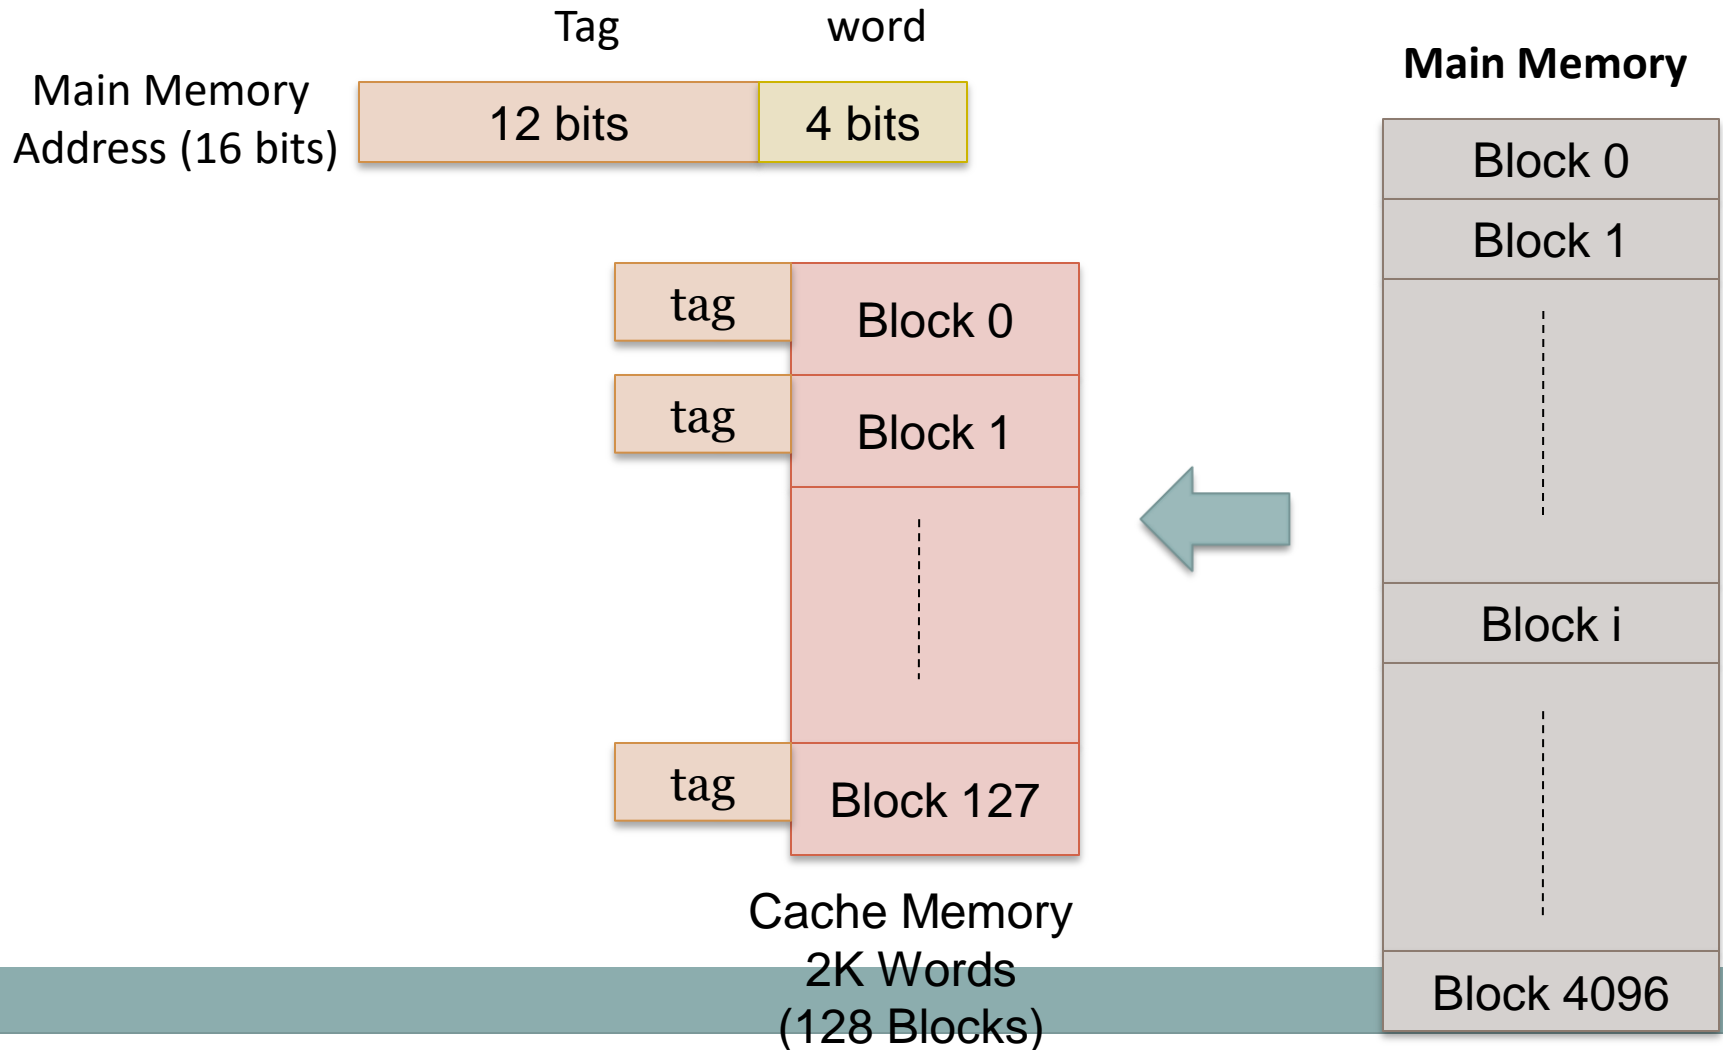 Tag word
Main Memory
Address (16 bits)
12 bits 4 bits
Main Memory
Block 0
Block 1
Block i
Block 4096
tag Block 0
tag Block 1
tag Block 127
Cache Memory
2K Words
(128 Blocks)